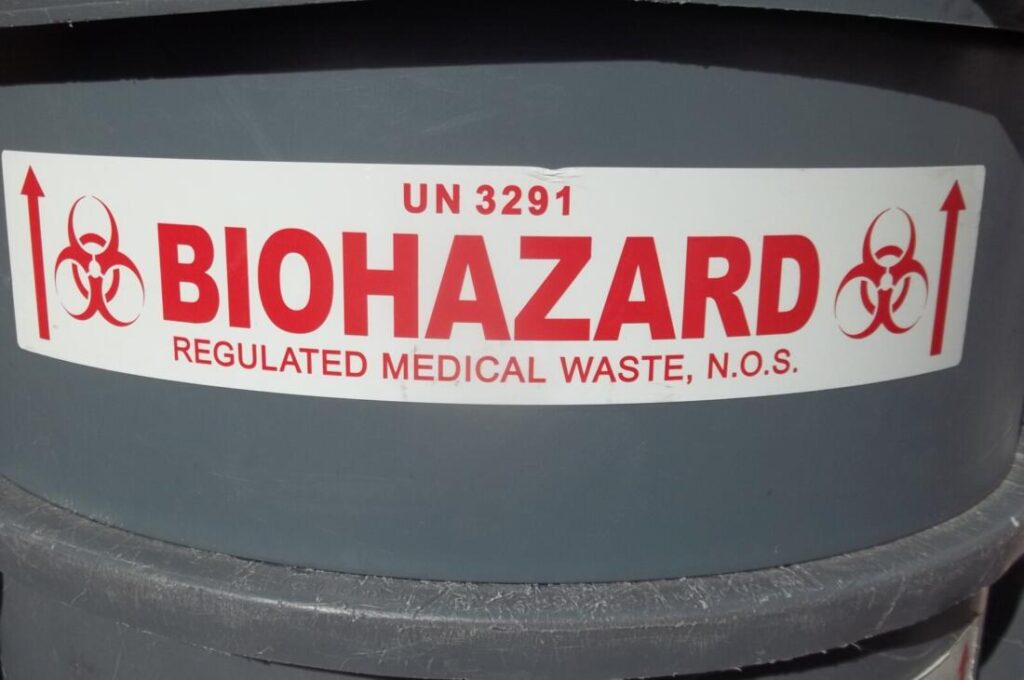 UN 3291
BIOHAZARD
REGULATED MEDICAL WASTE, N.O.S.